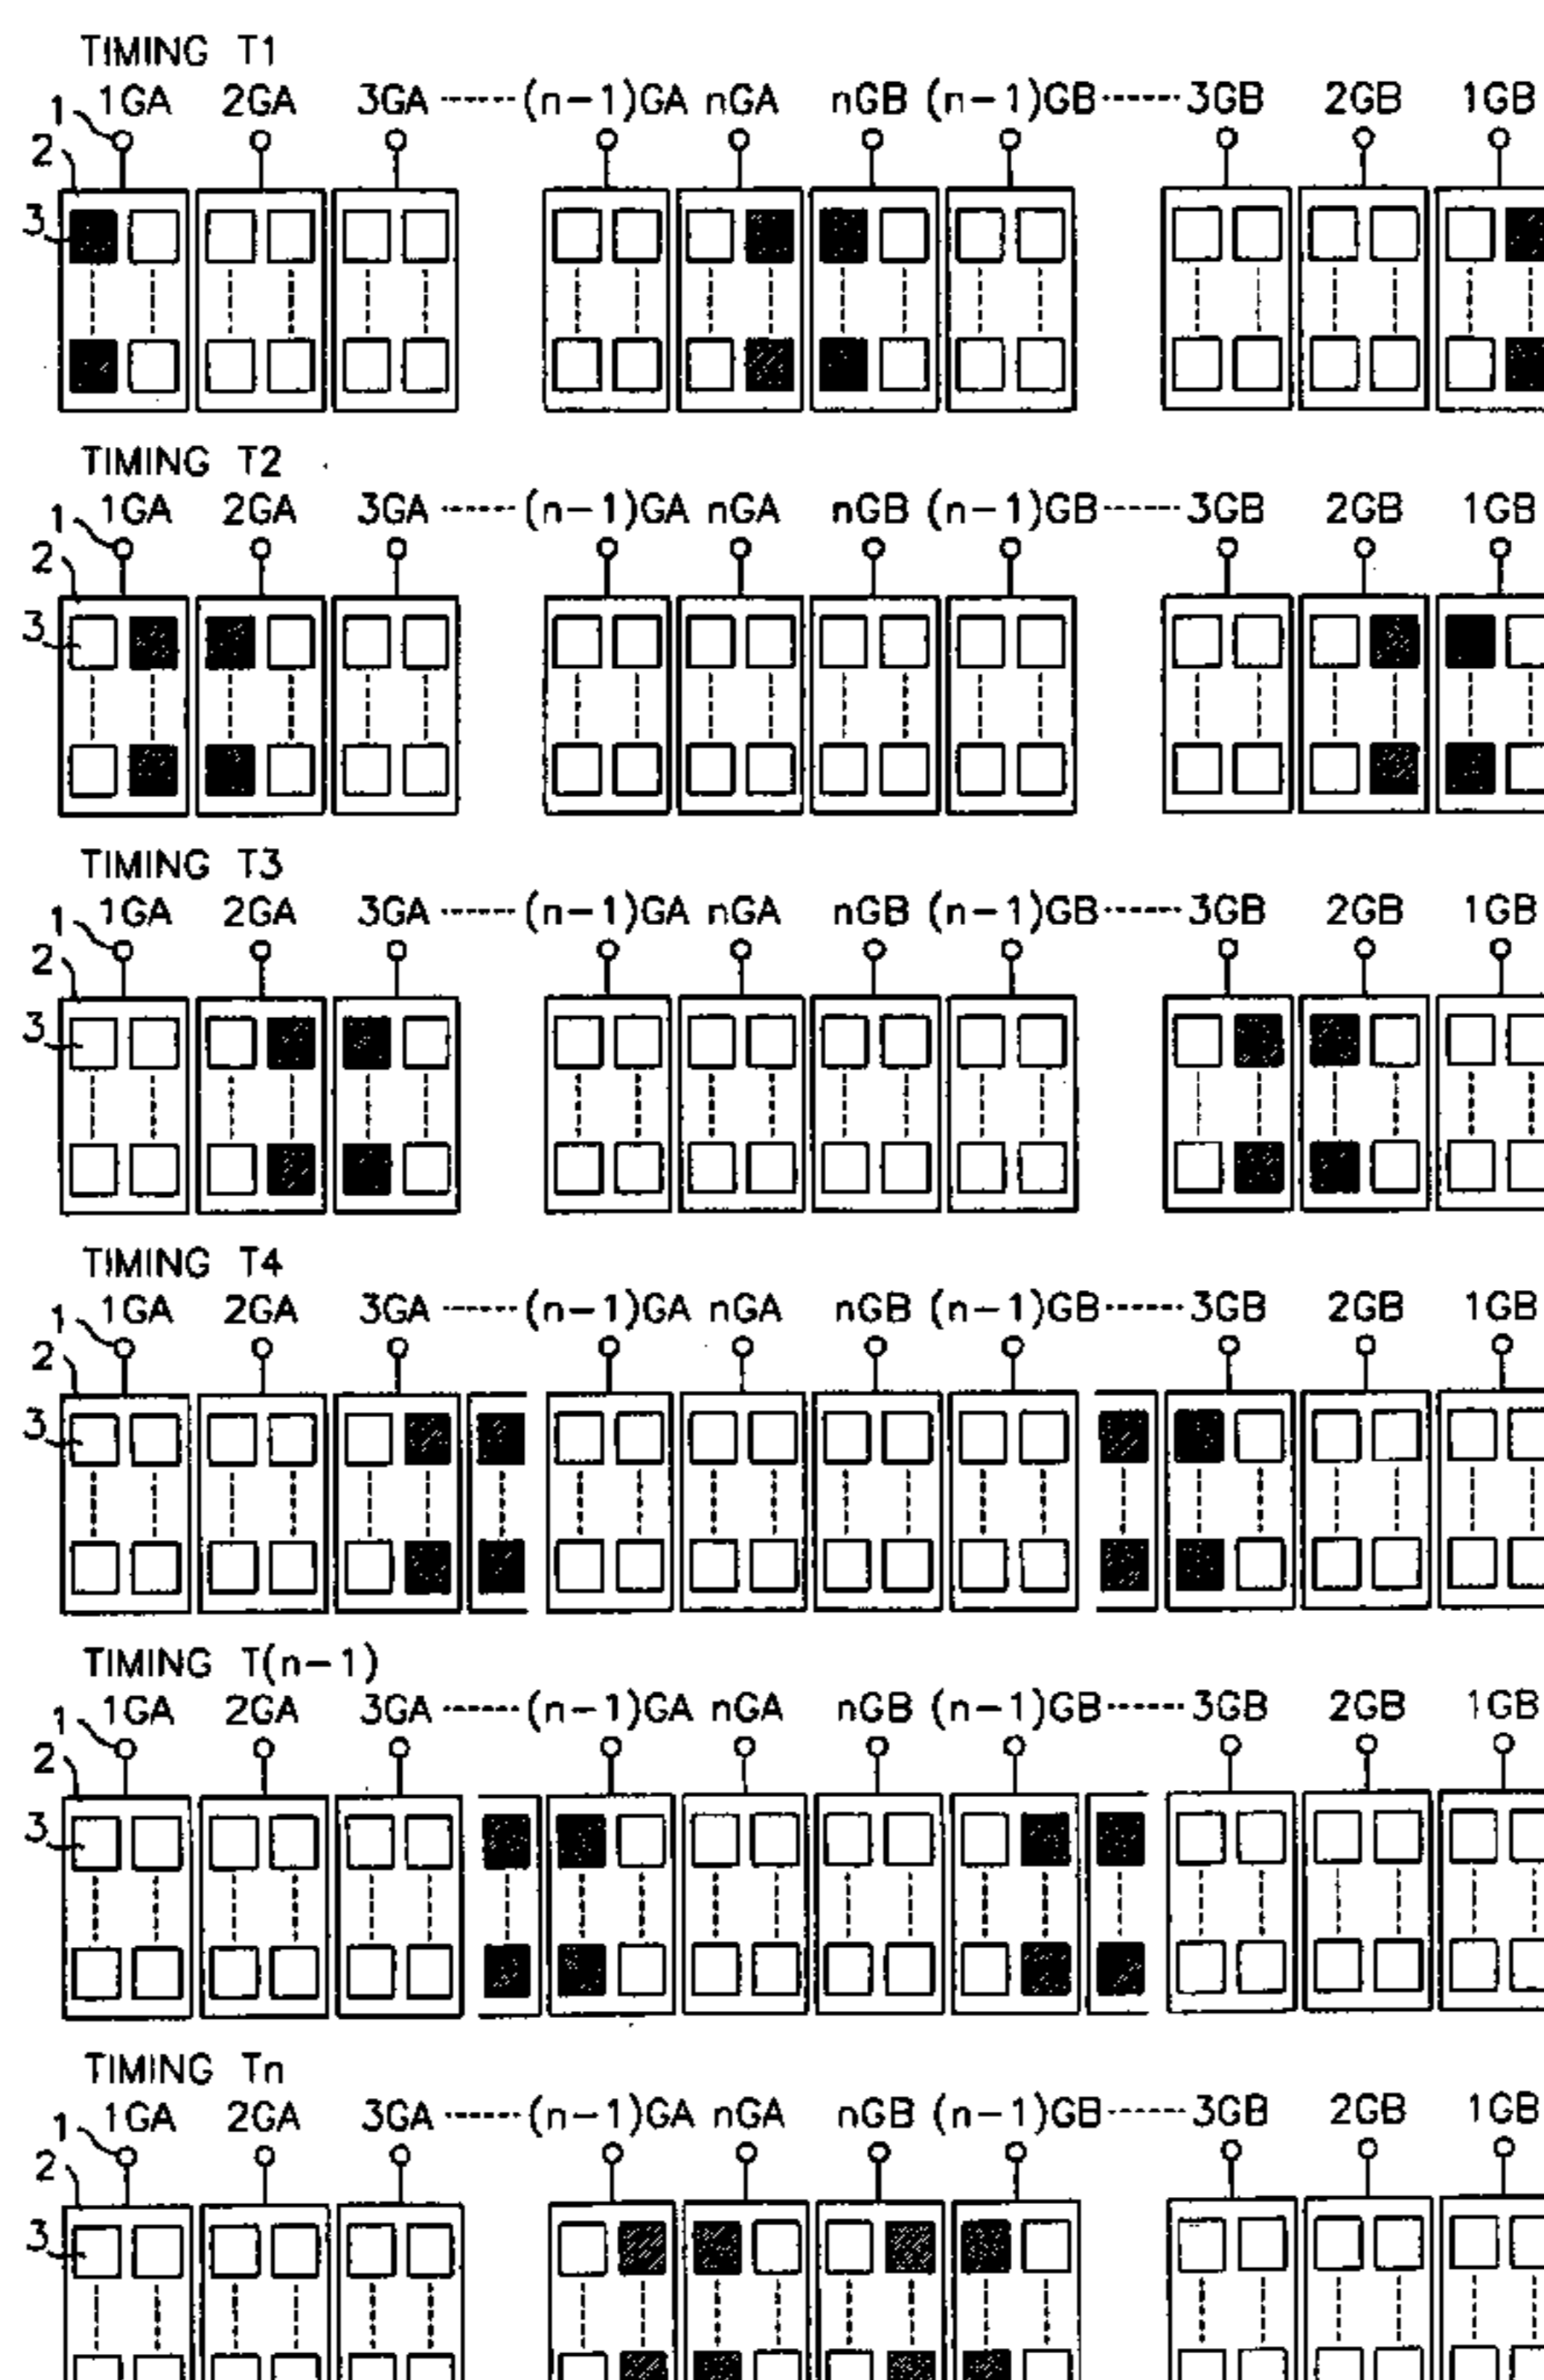 TIMING T1
1 1GA 2GA 3GA ------ (n-1)GA nGA nGB (n-1)GB ------ 3GB 2GB 1GB
2
3
TIMING T2
1 1GA 2GA 3GA ------ (n-1)GA nGA nGB (n-1)GB ------ 3GB 2GB 1GB
2
3
TIMING T3
1 1GA 2GA 3GA ------ (n-1)GA nGA nGB (n-1)GB ------ 3GB 2GB 1GB
2
3
TIMING T4
1 1GA 2GA 3GA ------ (n-1)GA nGA nGB (n-1)GB ------ 3GB 2GB 1GB
2
3
TIMING T(n-1)
1 1GA 2GA 3GA ------ (n-1)GA nGA nGB (n-1)GB ------ 3GB 2GB 1GB
2
3
TIMING Tn
1 1GA 2GA 3GA ------ (n-1)GA nGA nGB (n-1)GB ------ 3GB 2GB 1GB
2
3